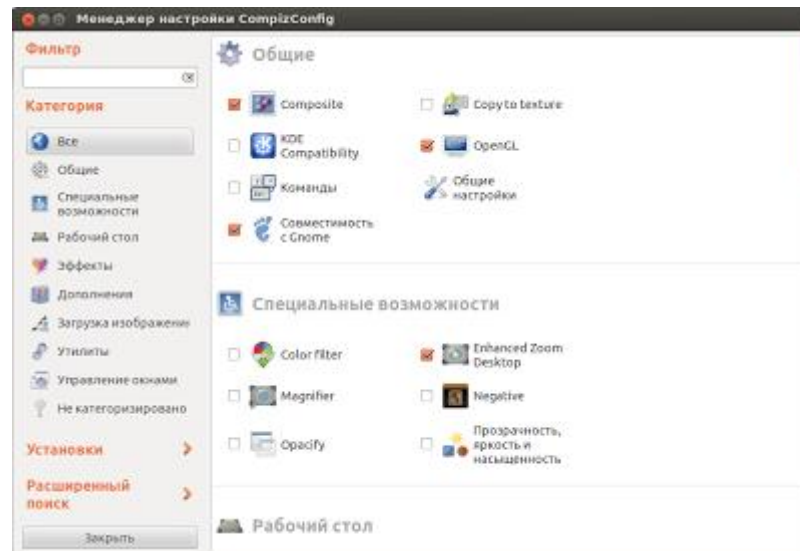 Менеджер настройки CompizConfig
Фильтр
Категория
Все
Общие
Специальные
возможности
Рабочий стол
Эффекты
Дополнения
Загрузка изображени
Утилиты
Управление окнами
Не категоризировано
Установки
Расширенный
поиск
Закрыть
Общие
Composite
Copy to texture
KDE
Compatibility
OpenGL
Команды
Общие
настройки
Совместимость
с Gnome
Специальные возможности
Color filter
Enhanced Zoom
Desktop
Magnifier
Negative
Opacify
Прозрачность,
яркость и
насыщенность
Рабочий стол